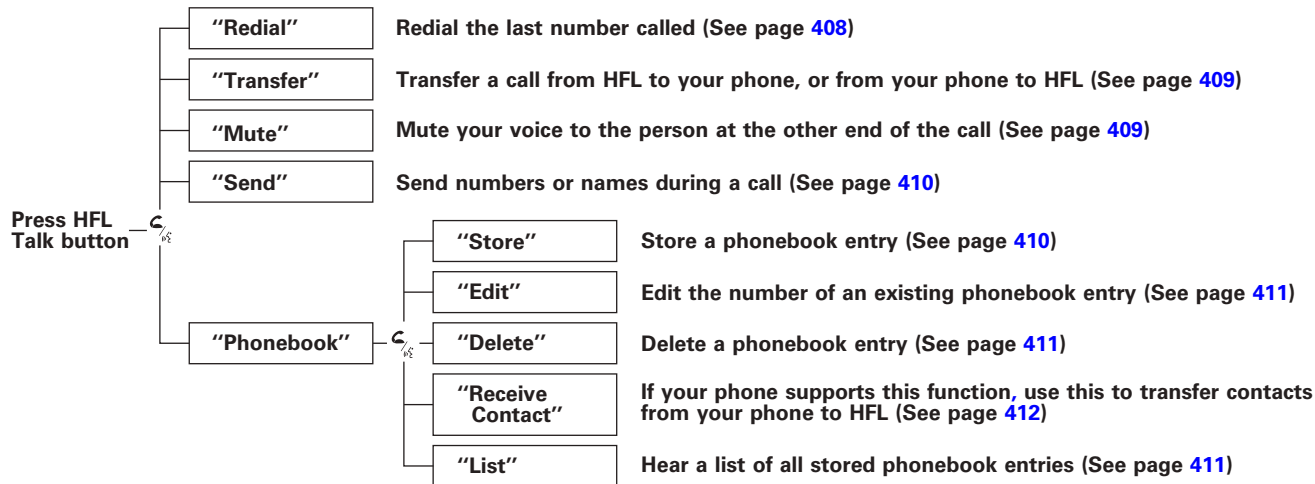 “Redial” Redial the last number called (See page 408)
“Transfer” Transfer a call from HFL to your phone, or from your phone to HFL (See page 409)
“Mute” Mute your voice to the person at the other end of the call (See page 409)
“Send” Send numbers or names during a call (See page 410)
Press HFL
Talk button
“Store” Store a phonebook entry (See page 410)
“Edit” Edit the number of an existing phonebook entry (See page 411)
“Phonebook” “Delete” Delete a phonebook entry (See page 411)
“Receive If your phone supports this function, use this to transfer contacts
Contact” from your phone to HFL (See page 412)
“List” Hear a list of all stored phonebook entries (See page 411)